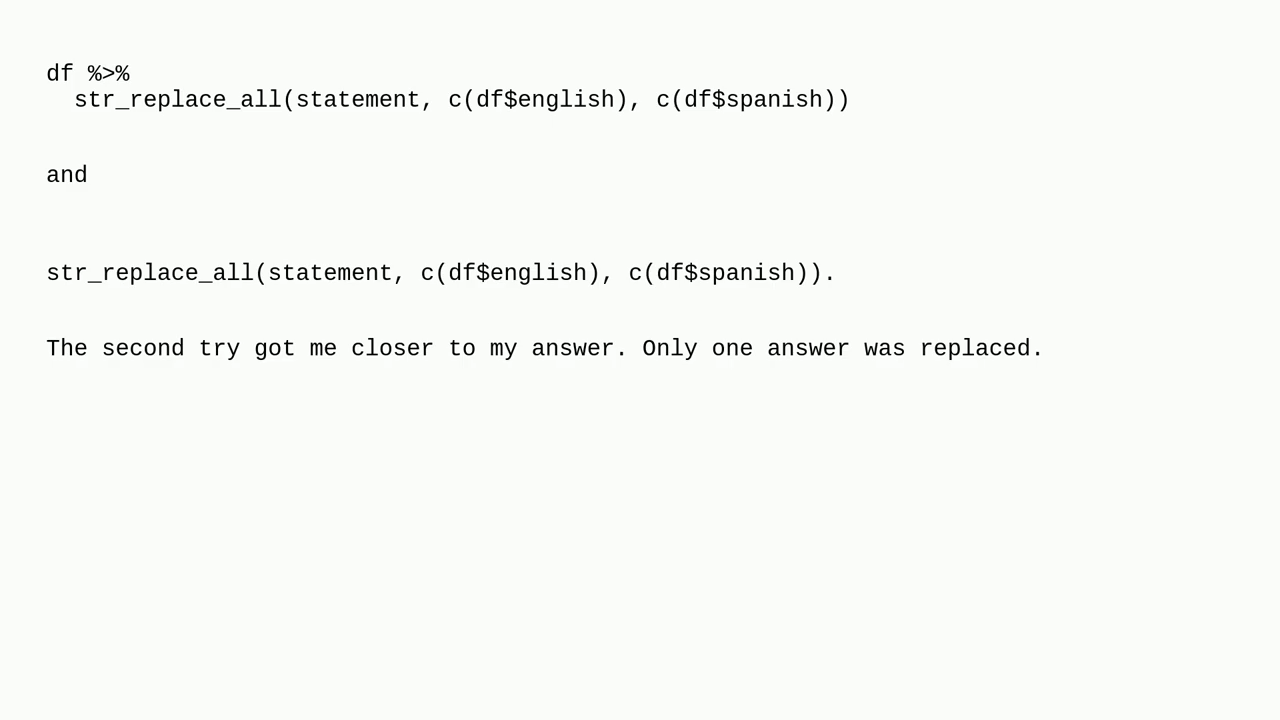 df %>%
  str_replace_all(statement, c(df$english), c(df$spanish))
and
str_replace_all(statement, c(df$english), c(df$spanish)).
The second try got me closer to my answer. Only one answer was replaced.